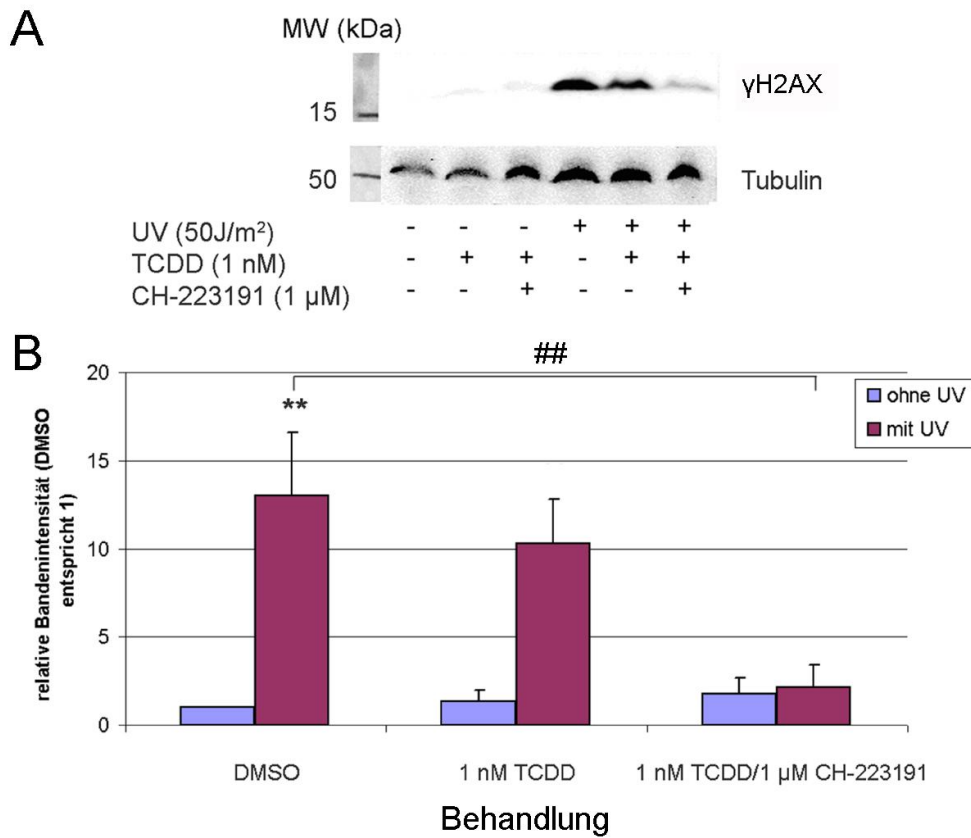 A
MW (kDa)
15
γH2AX
50
Tubulin
UV (50J/m²) - - - + + +
TCDD (1 nM) - + + - + +
CH-223191 (1 µM) - - + - - +
B
##
20
**
ohne UV
mit UV
15
10
5
0
relative Bandenintensität (DMSO
entspricht 1)
DMSO
1 nM TCDD
1 nM TCDD/1 µM CH-223191
Behandlung